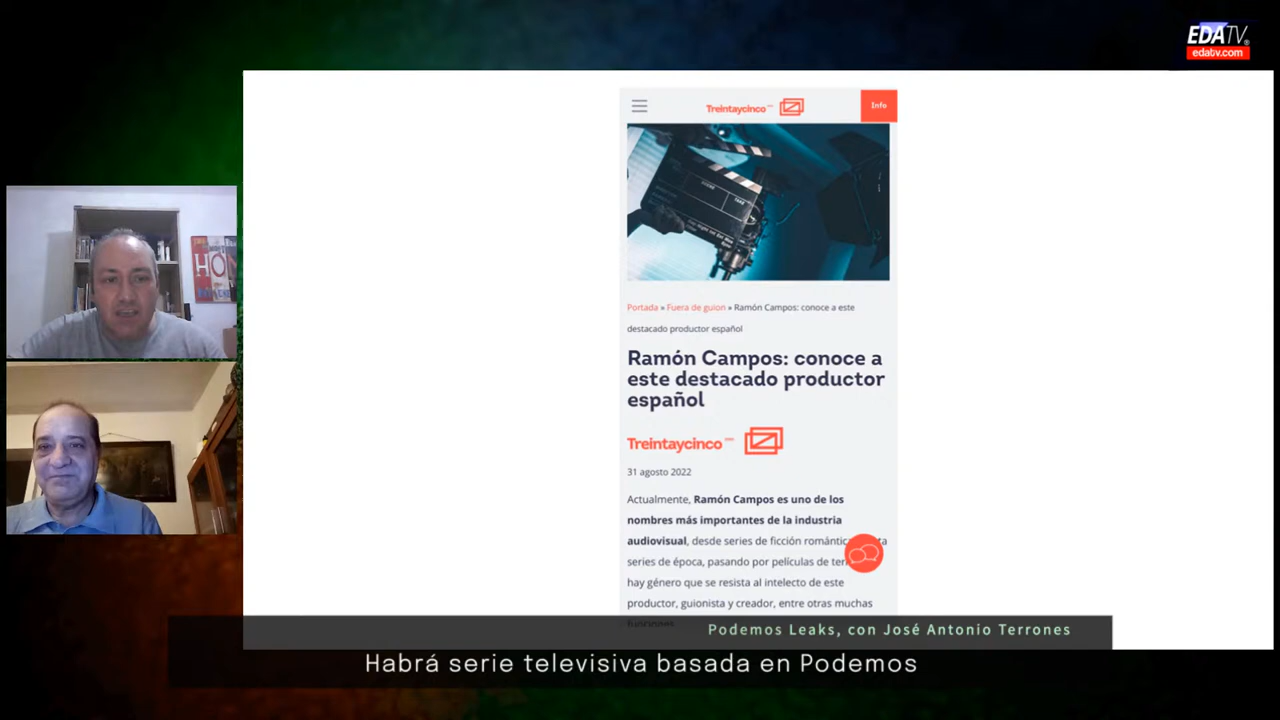 EDATV
edatv.com
Treintaycinco
Info
SCENE
TAKE
Portada » Fuera de guion » Ramón Campos: conoce a este
destacado productor español
Ramón Campos: conoce a
este destacado productor
español
Treintaycinco
31 agosto 2022
Actualmente, Ramón Campos es uno de los
nombres más importantes de la industria
audiovisual, desde series de ficción
series de época, pasando por películas de
hay género que se resista al intelecto de este
productor, guionista y creador, entre otras muchas
HON
Podemos Leaks, con José Antonio Terrones
Habrá serie televisiva basada en Podemos